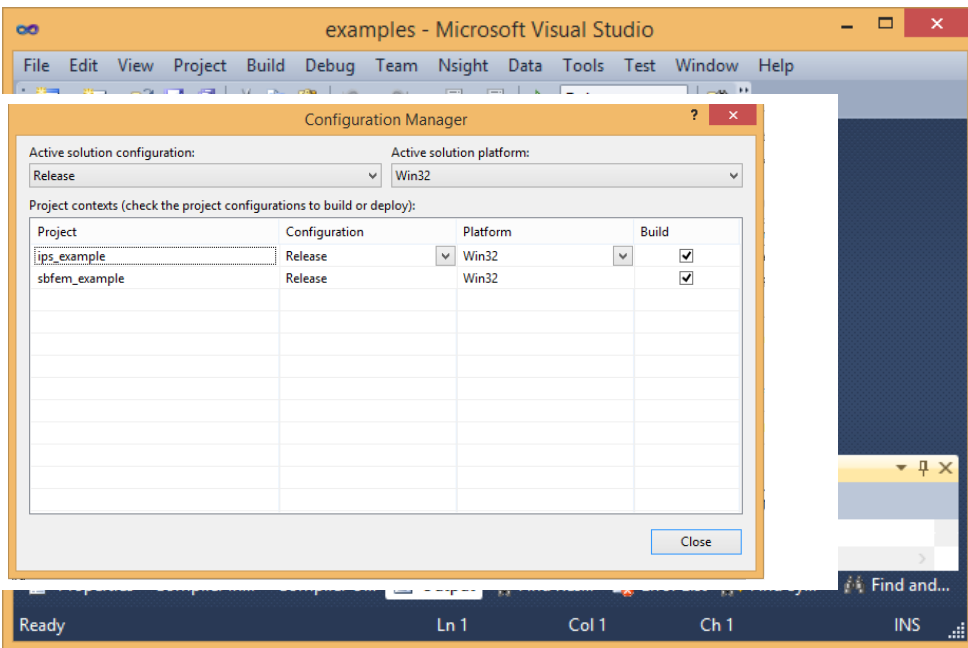 examples - Microsoft Visual Studio
File Edit View Project Build Debug Team Nsight Data Tools Test Window Help
Configuration Manager ?
Active solution configuration: Active solution platform:
Release Win32
Project contexts (check the project configurations to build or deploy):
Project Configuration Platform Build
ips_example Release Win32
sbfem_example Release Win32
Close
Find and...
Ready Ln 1 Col 1 Ch 1 INS